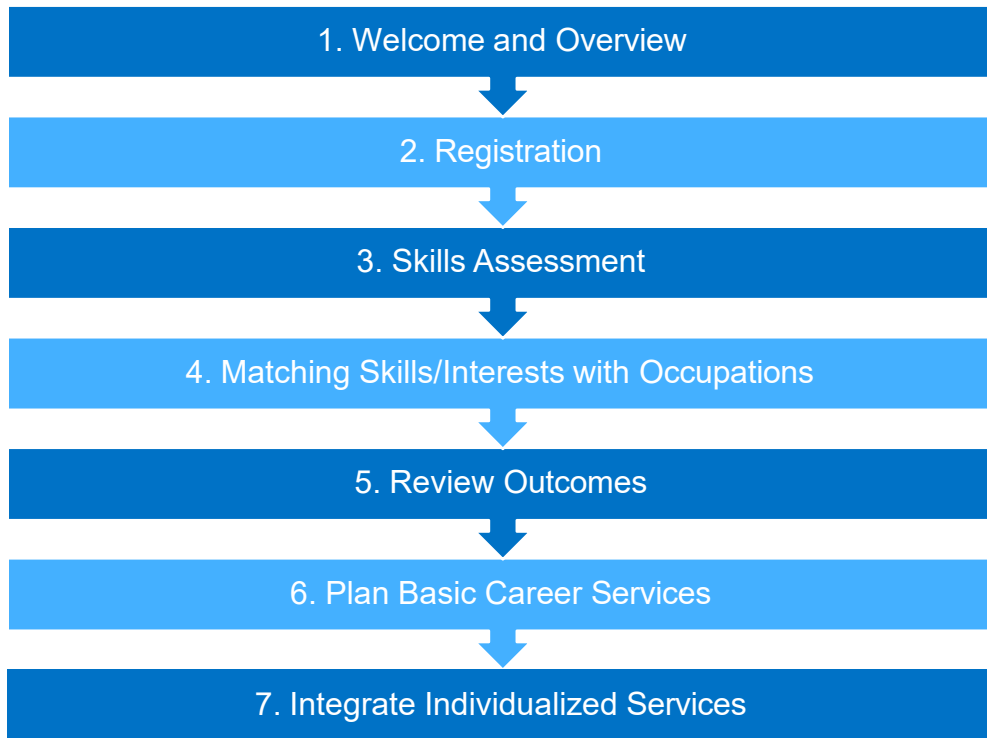 1. Welcome and Overview
2. Registration
3. Skills Assessment
4. Matching Skills/Interests with Occupations
5. Review Outcomes
6. Plan Basic Career Services
7. Integrate Individualized Services